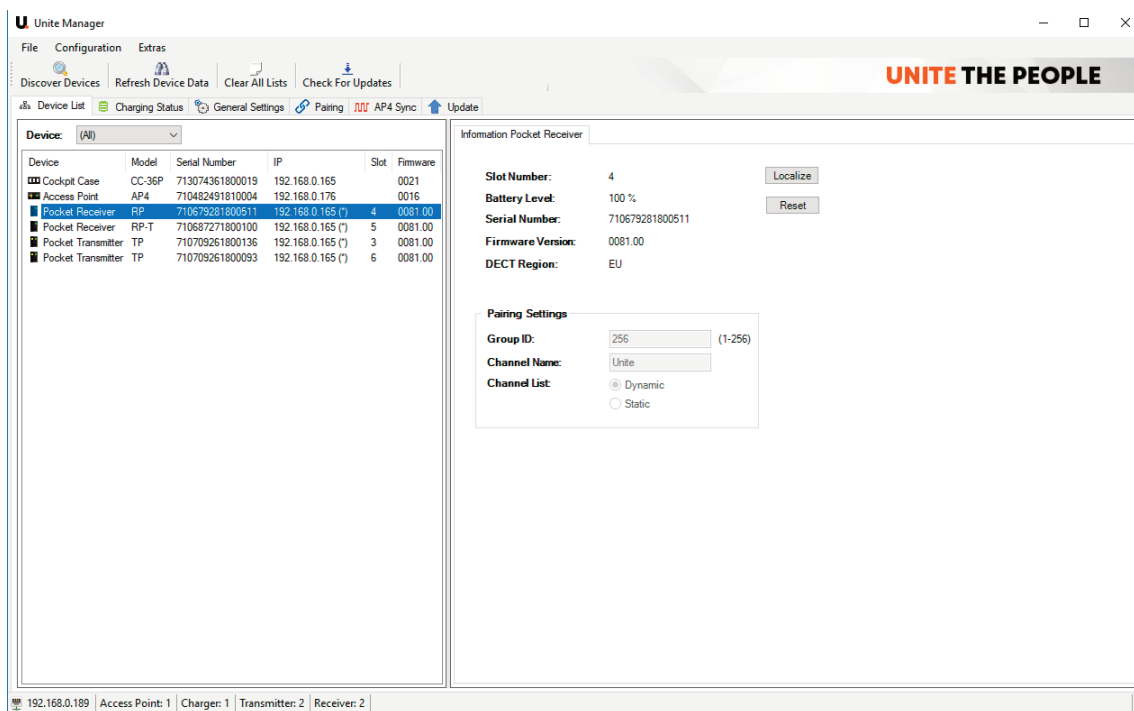 U. Unite Manager
File Configuration Extras
Discover Devices Refresh Device Data Clear All Lists Check For Updates
UNITE THE PEOPLE
Device List Charging Status General Settings Pairing AP4 Sync Update
Device: (All)
Device Model Serial Number IP Slot Firmware
Cockpit Case CC-36P 713074361800019 192.168.0.165 0021
Access Point AP4 710482491810004 192.168.0.176 0016
Pocket Receiver RP 710679281800511 192.168.0.165 (*) 4 0081.00
Pocket Receiver RP-T 710687271800100 192.168.0.165 (*) 5 0081.00
Pocket Transmitter TP 710709261800136 192.168.0.165 (*) 3 0081.00
Pocket Transmitter TP 710709261800093 192.168.0.165 (*) 6 0081.00
Information Pocket Receiver
Slot Number: 4
Localize
Battery Level: 100 %
Reset
Serial Number: 710679281800511
Firmware Version: 0081.00
DECT Region: EU
Pairing Settings
Group ID: 256 (1-256)
Channel Name: Unite
Channel List: Dynamic
Static
192.168.0.189 Access Point: 1 Charger: 1 Transmitter: 2 Receiver: 2